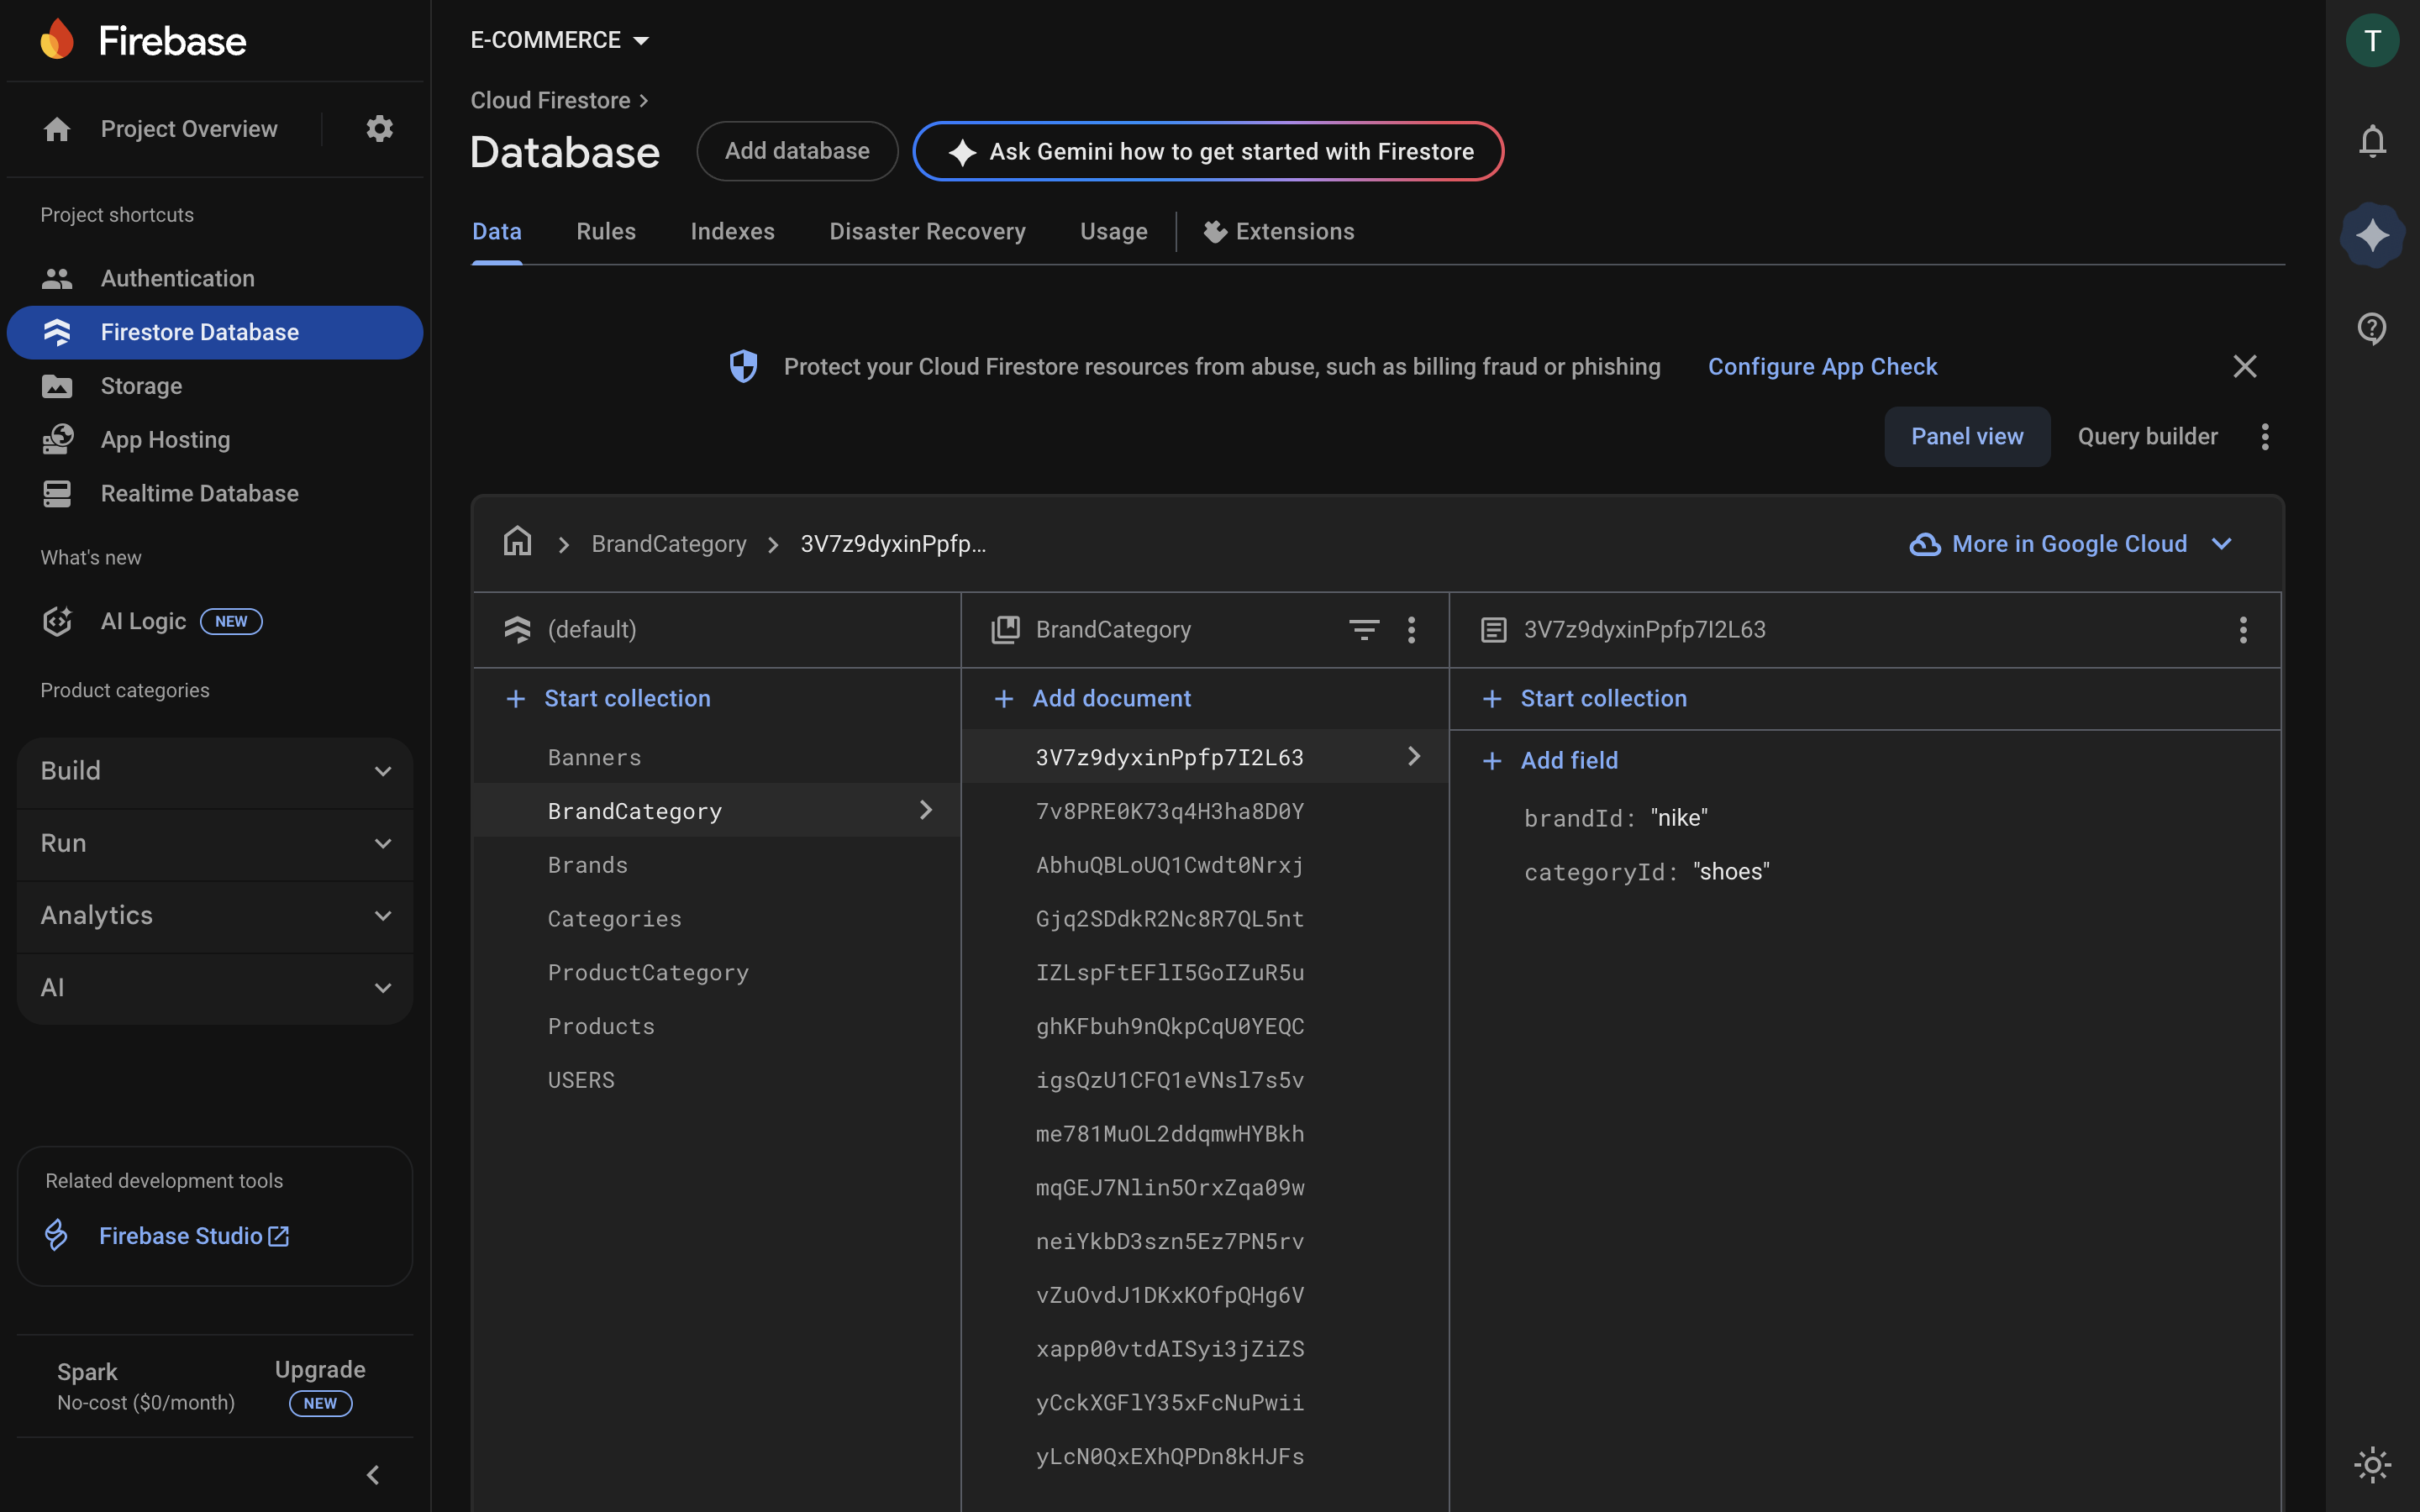 Firebase
Project Overview
Project shortcuts
Authentication
Firestore Database
Storage
App Hosting
Realtime Database
What's new
AI Logic NEW
Product categories
Build
Run
Analytics
AI
Related development tools
Firebase Studio
Spark
No-cost ($0/month)
Upgrade
NEW
E-COMMERCE
Cloud Firestore
Database Add database Ask Gemini how to get started with Firestore
Data Rules Indexes Disaster Recovery Usage Extensions
Protect your Cloud Firestore resources from abuse, such as billing fraud or phishing Configure App Check
Panel view Query builder
BrandCategory 3V7z9dyxinPpfp... More in Google Cloud
(default)
Start collection
Banners
BrandCategory
Brands
Categories
ProductCategory
Products
USERS
BrandCategory
Add document
3V7z9dyxinPpfp7I2L63
7v8PRE0K73q4H3ha8D0Y
AbhuQBLoUQ1Cwdt0Nrxj
Gjq2SDdkR2Nc8R7QL5nt
IZLspFtEFlI5GoIZuR5u
ghKFbuh9nQkpCqU0YEQC
igsQzU1CFQ1eVNsl7s5v
me781MuOL2ddqmwHYBkh
mqGEJ7Nlin5OrxZqa09w
neiYkbD3szn5Ez7PN5rv
vZuOvdJ1DKxKOfpQHg6V
xapp00vtdAISyi3jZiZS
yCckXGFlY35xFcNuPwii
yLcN0QxEXhQPDn8kHJFs
3V7z9dyxinPpfp7I2L63
Start collection
Add field
brandId: "nike"
categoryId: "shoes"
T